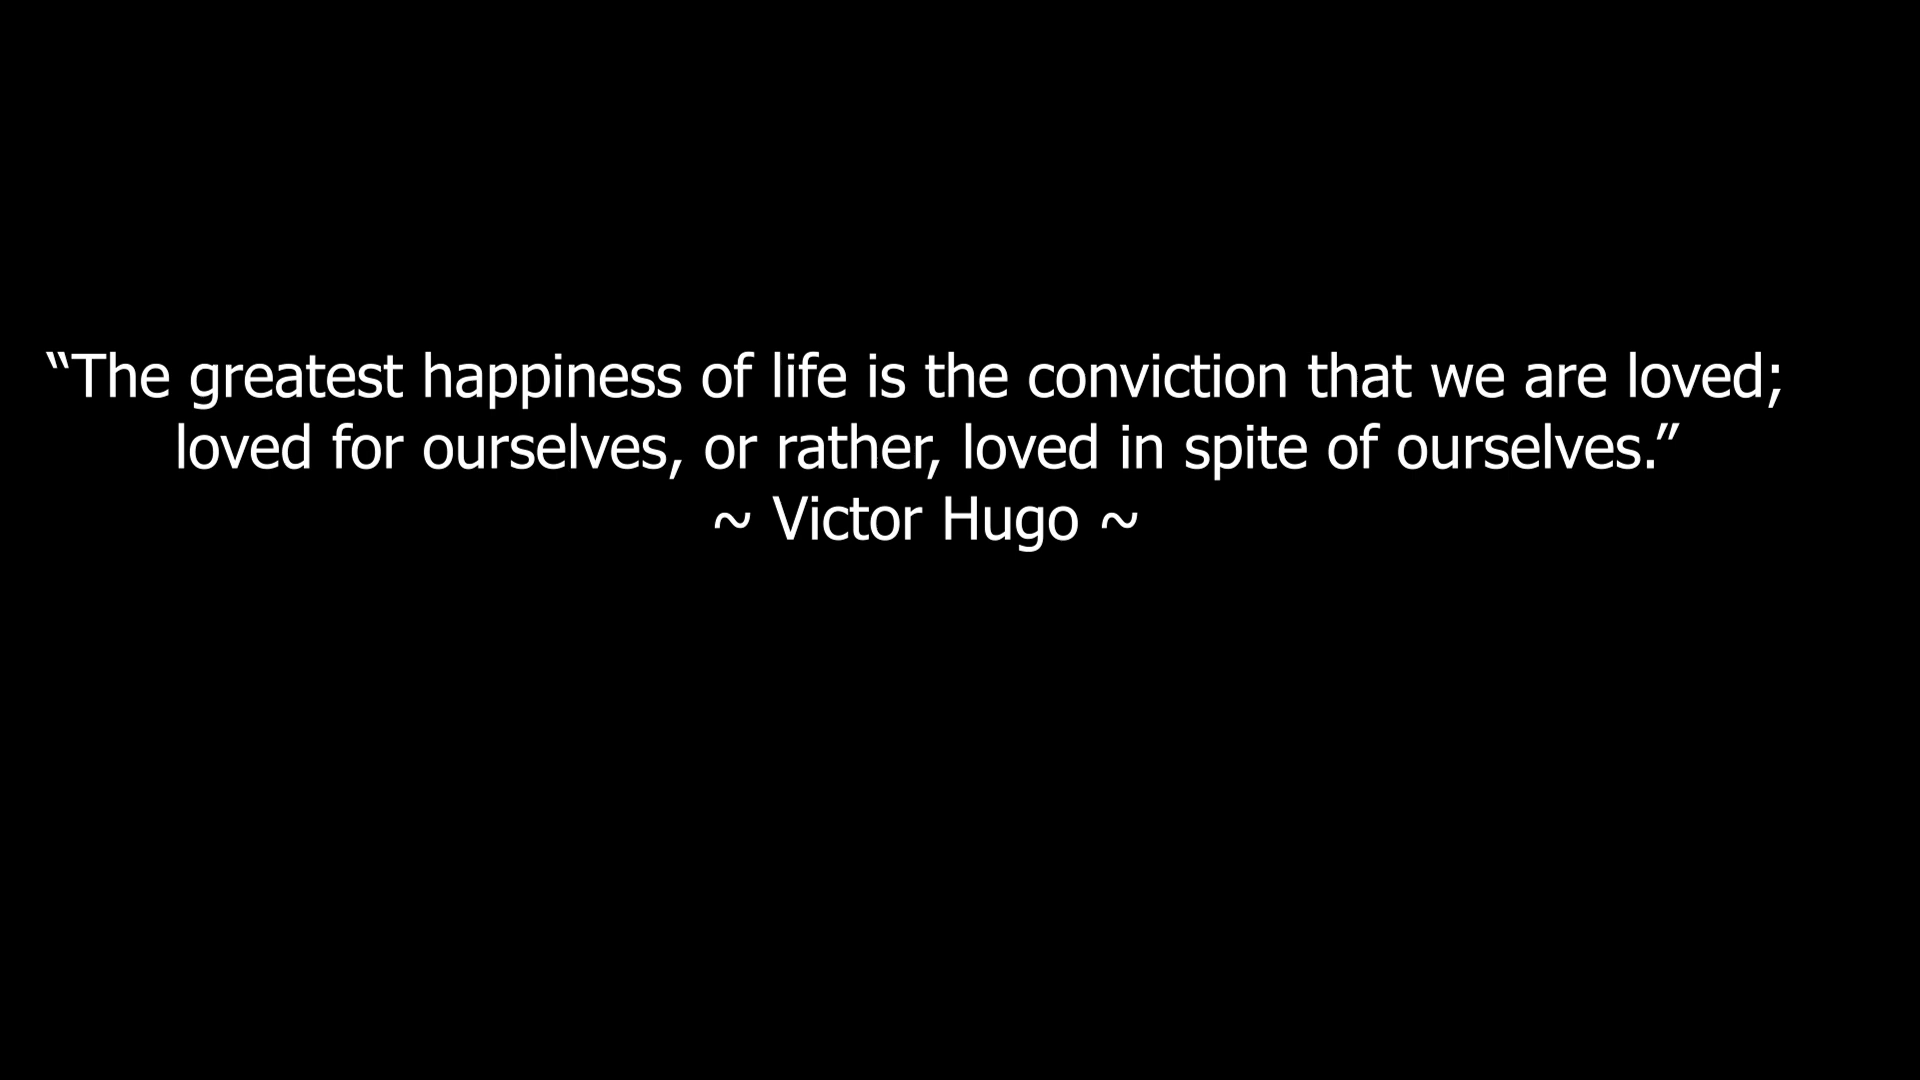 “The greatest happiness of life is the conviction that we are loved;
loved for ourselves, or rather, loved in spite of ourselves.”
~ Victor Hugo ~